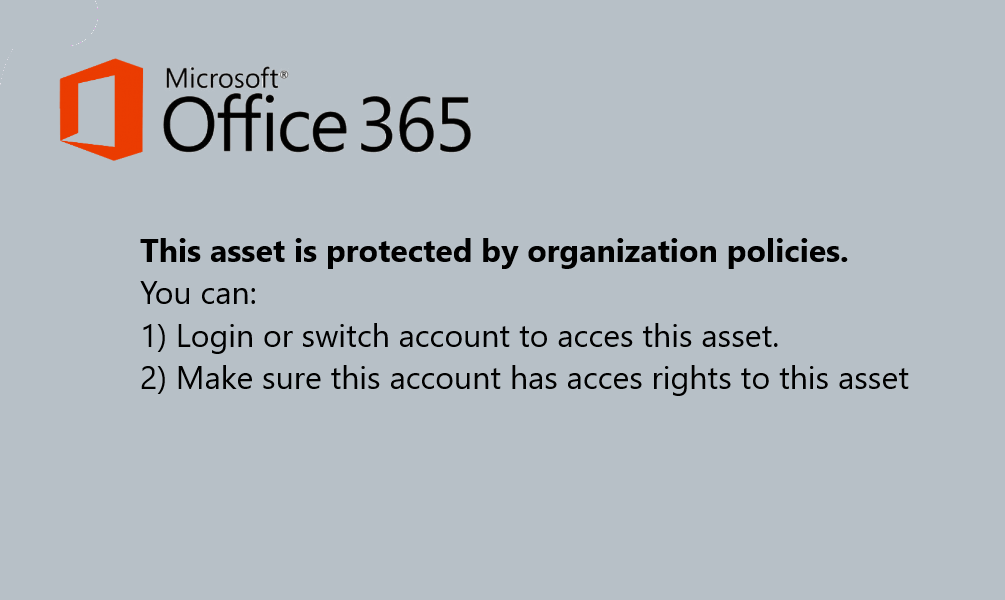 Microsoft®
Office 365
This asset is protected by organization policies.
You can:
1) Login or switch account to acces this asset.
2) Make sure this account has acces rights to this asset